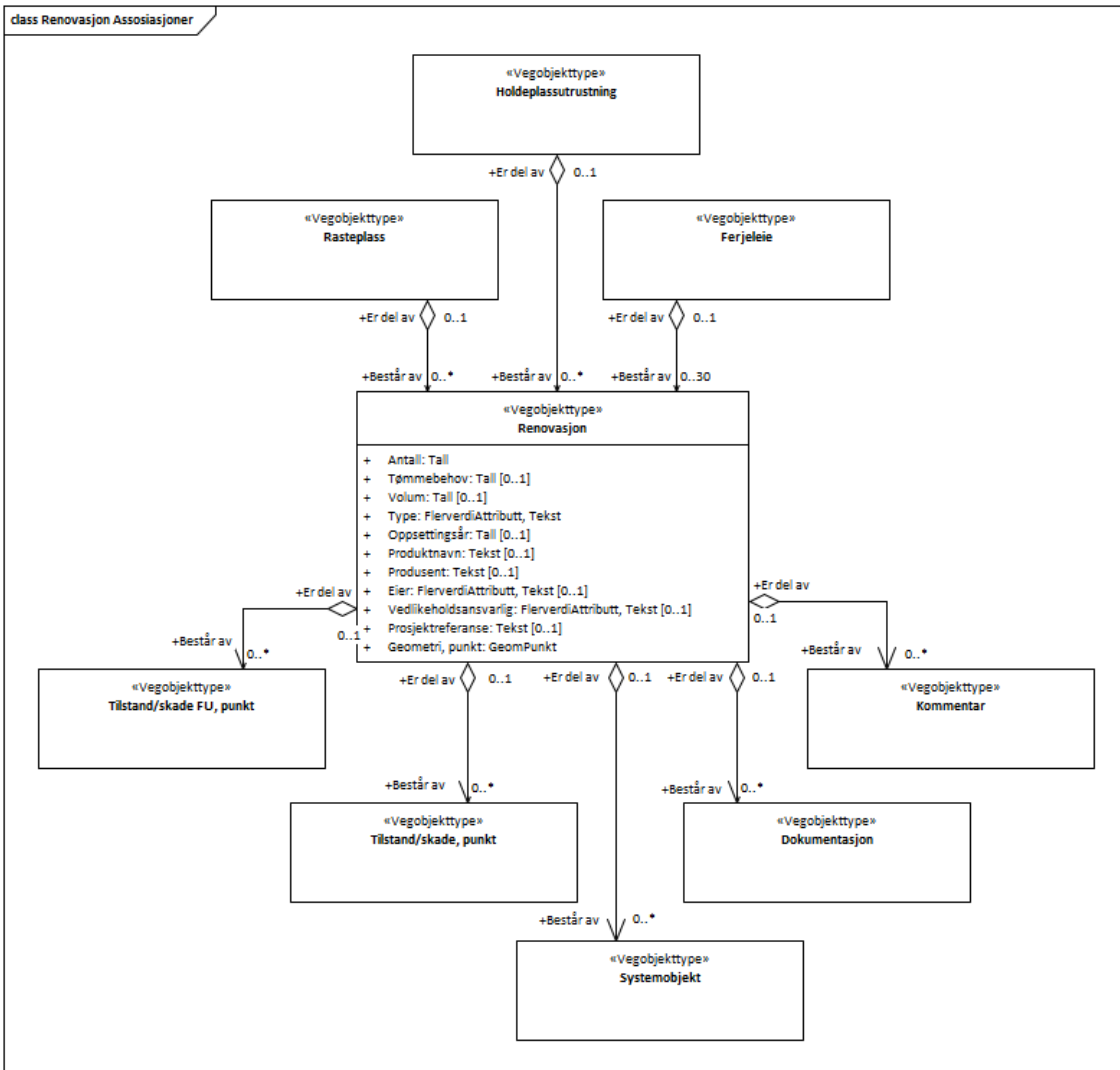 class Renovasjon Assosiasjoner
«Vegobjekttype»
Holdeplassutrustning
+Er del av 0..1
«Vegobjekttype»
Rasteplass
«Vegobjekttype»
Ferjeleie
+Er del av 0..1
+Er del av 0..1
+Består av 0..*
+Består av 0..*
+Består av 0..30
«Vegobjekttype»
Renovasjon
+ Antall: Tall
+ Tømmebehov: Tall [0..1]
+ Volum: Tall [0..1]
+ Type: FlerverdiAttributt, Tekst
+ Oppsettingsår: Tall [0..1]
+ Produktnavn: Tekst [0..1]
+ Produsent: Tekst [0..1]
+ Eier: FlerverdiAttributt, Tekst [0..1]
+ Vedlikeholdsansvarlig: FlerverdiAttributt, Tekst [0..1]
+ Prosjektreferanse: Tekst [0..1]
+ Geometri, punkt: GeomPunkt
+Er del av
0..1
+Er del av
0..1
+Består av
0..*
+Består av
0..*
+Er del av 0..1
+Er del av 0..1
+Er del av 0..1
«Vegobjekttype»
Tilstand/skade FU, punkt
«Vegobjekttype»
Kommentar
+Består av 0..*
+Består av 0..*
«Vegobjekttype»
Tilstand/skade, punkt
«Vegobjekttype»
Dokumentasjon
+Består av 0..*
«Vegobjekttype»
Systemobjekt